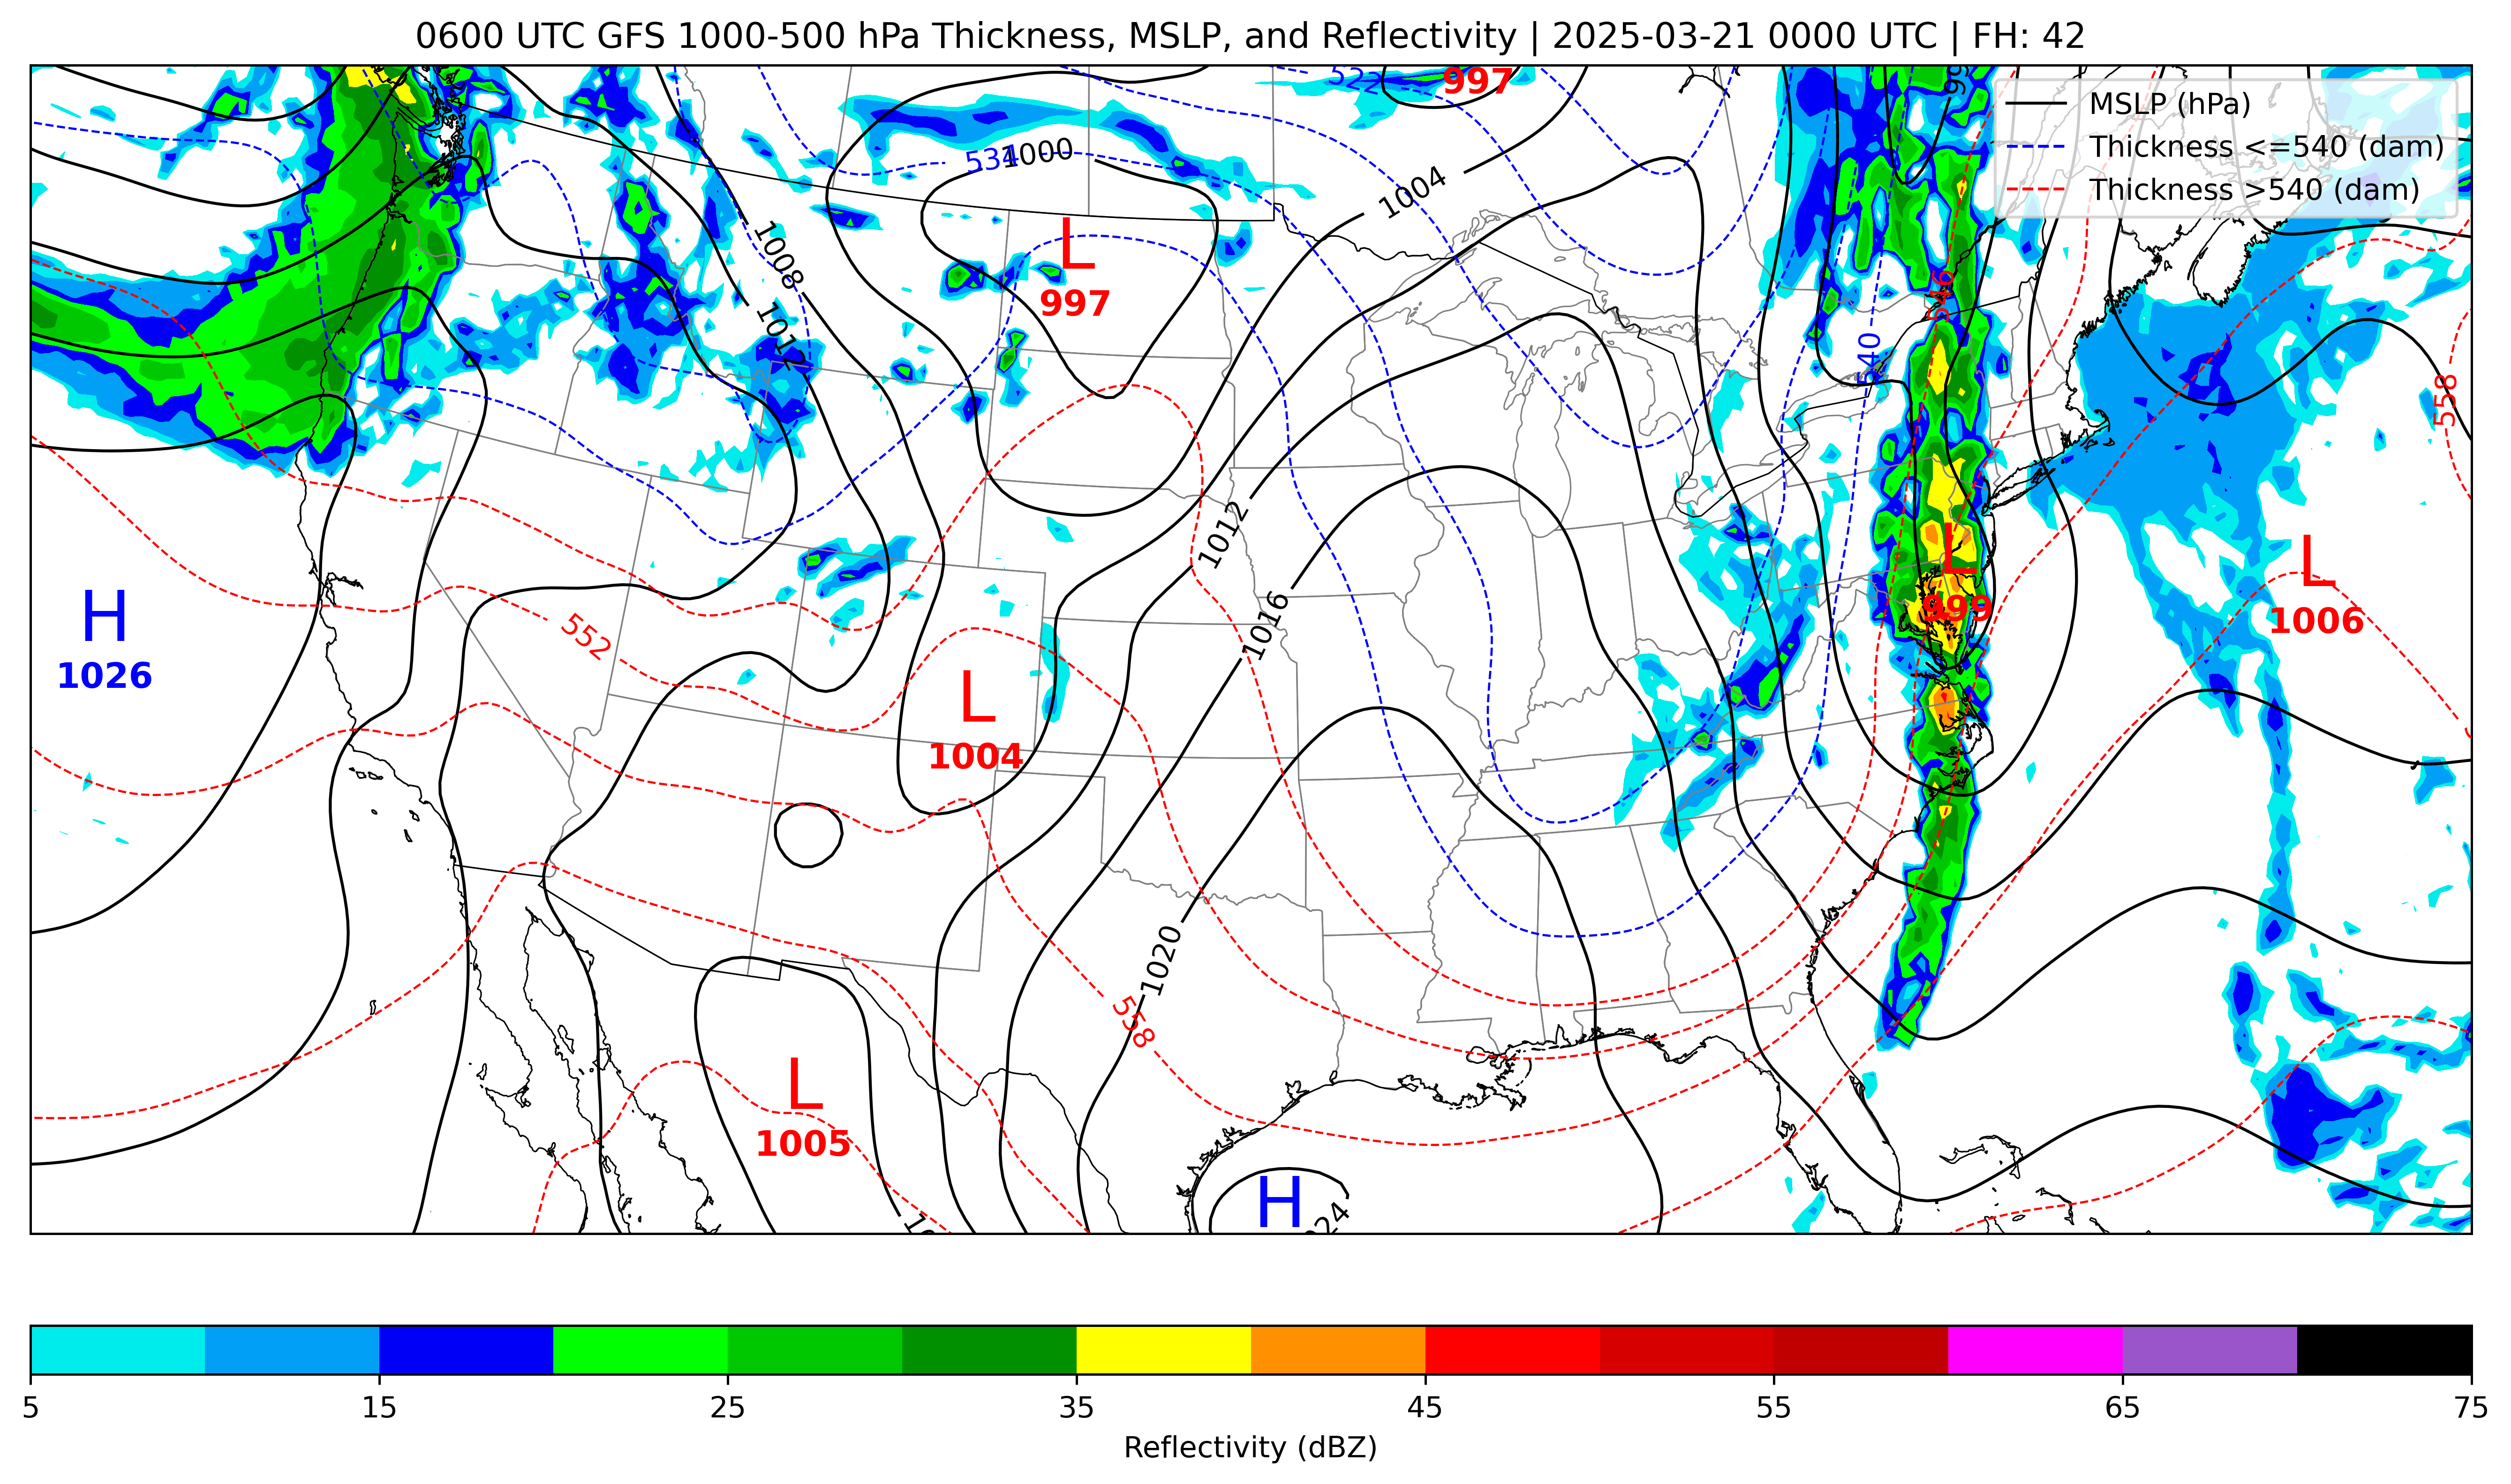 0600 UTC GFS 1000-500 hPa Thickness, MSLP, and Reflectivity | 2025-03-21 0000 UTC | FH: 42
522
997
MSLP (hPa)
Thickness <=540 (dam)
Thickness >540 (dam)
534
1000
1004
1008
L
997
1012
546
540
558
1012
L
999
L
1006
H
1026
552
1016
L
1004
1020
558
L
1005
H
5 15 25 35 45 55 65 75
Reflectivity (dBZ)